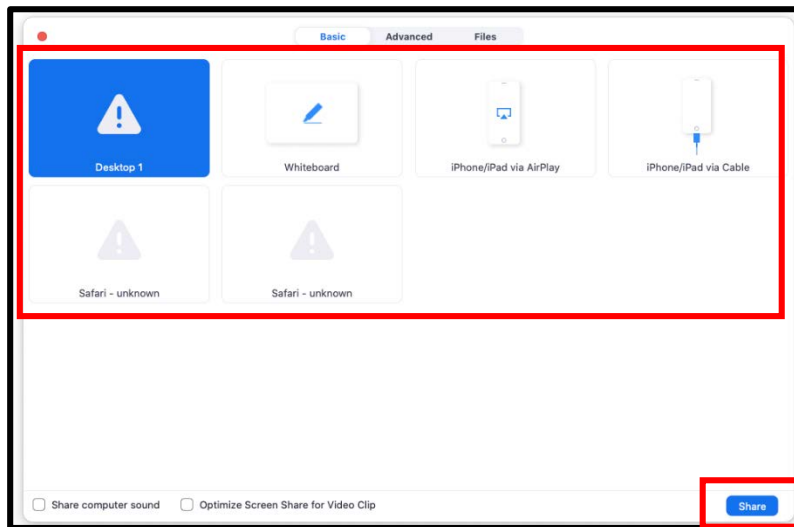 Basic Advanced Files
Desktop 1 Whiteboard iPhone/iPad via AirPlay iPhone/iPad via Cable
Safari - unknown Safari - unknown
Share computer sound Optimize Screen Share for Video Clip Share